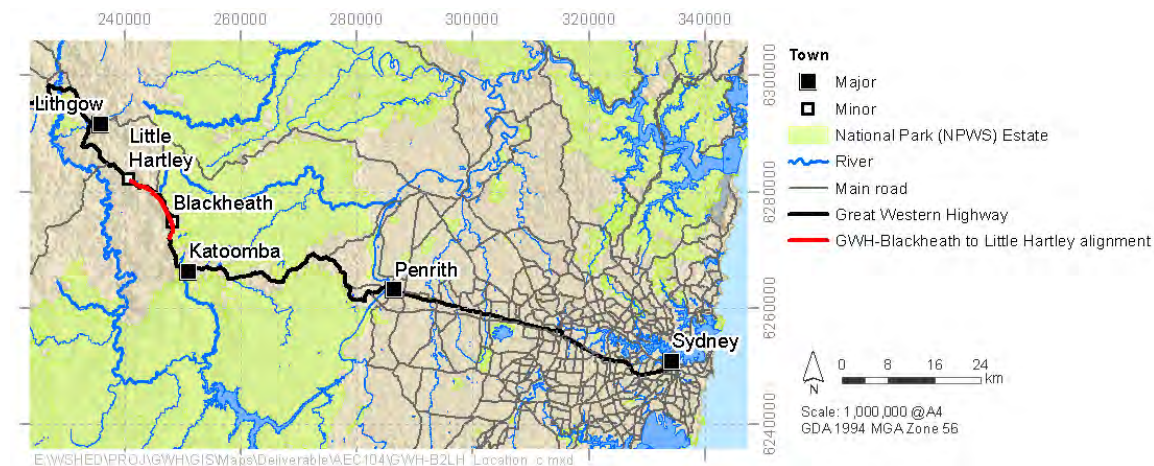 240000 260000 280000 300000 320000 340000
6300000
6280000
6260000
6240000
Lithgow
Little
Hartley
Blackheath
Katoomba
Penrith
Sydney
E:\WSHED\PROJ\GWH\GIS\Maps\Deliverable\AEC104\GWH-B2LH_Location_c.mxd
Town
Major
Minor
National Park (NPWS) Estate
River
Main road
Great Western Highway
GWH-Blackheath to Little Hartley alignment
N
0 8 16 24
km
Scale: 1,000,000 @A4
GDA 1994 MGA Zone 56